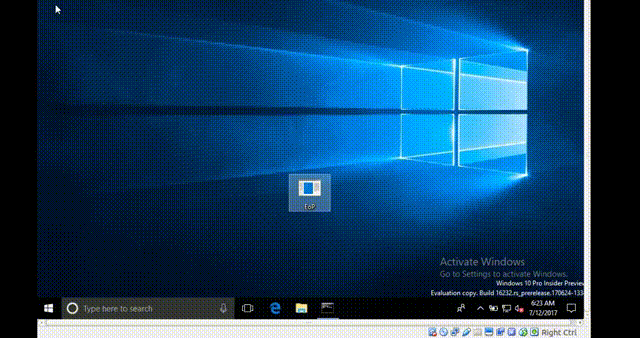 EoP
Activate Windows
Go to Settings to activate Windows.
Windows 10 Pro Insider Preview
Evaluation copy. Build 16232.rs_prerelease.170624-133
Type here to search
6:23 AM
7/12/2017
Right Ctrl